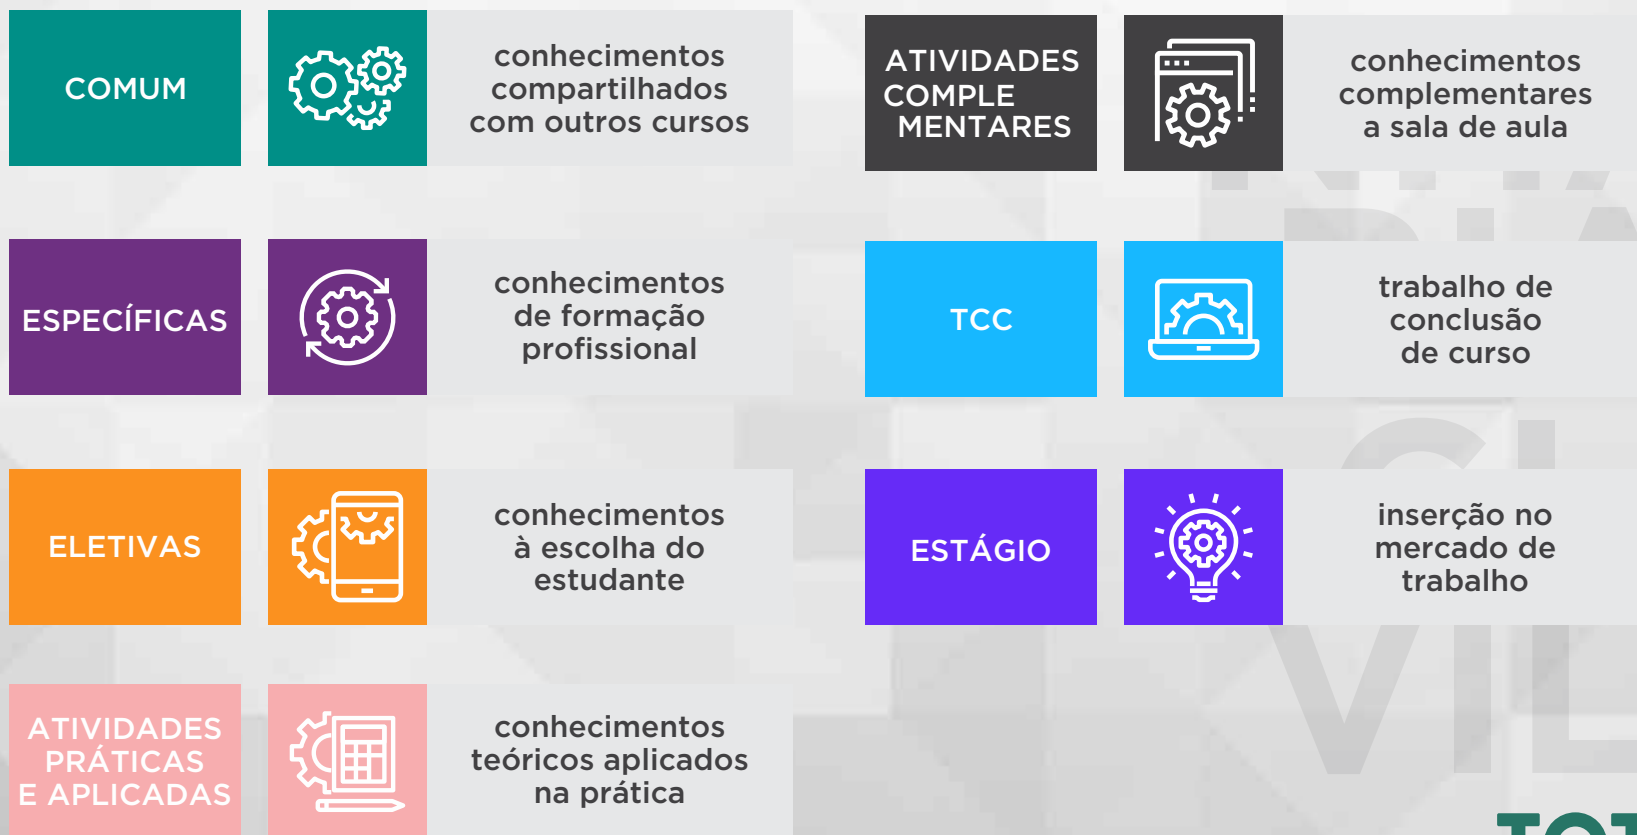 COMUM
conhecimentos
compartilhados
com outros cursos
ESPECÍFICAS
conhecimentos
de formação
profissional
ELETIVAS
conhecimentos
à escolha do
estudante
ATIVIDADES
PRÁTICAS
E APLICADAS
conhecimentos
teóricos aplicados
na prática
ATIVIDADES
COMPLE
MENTARES
conhecimentos
complementares
a sala de aula
TCC
trabalho de
conclusão
de curso
ESTÁGIO
inserção no
mercado de
trabalho
CI
VIL